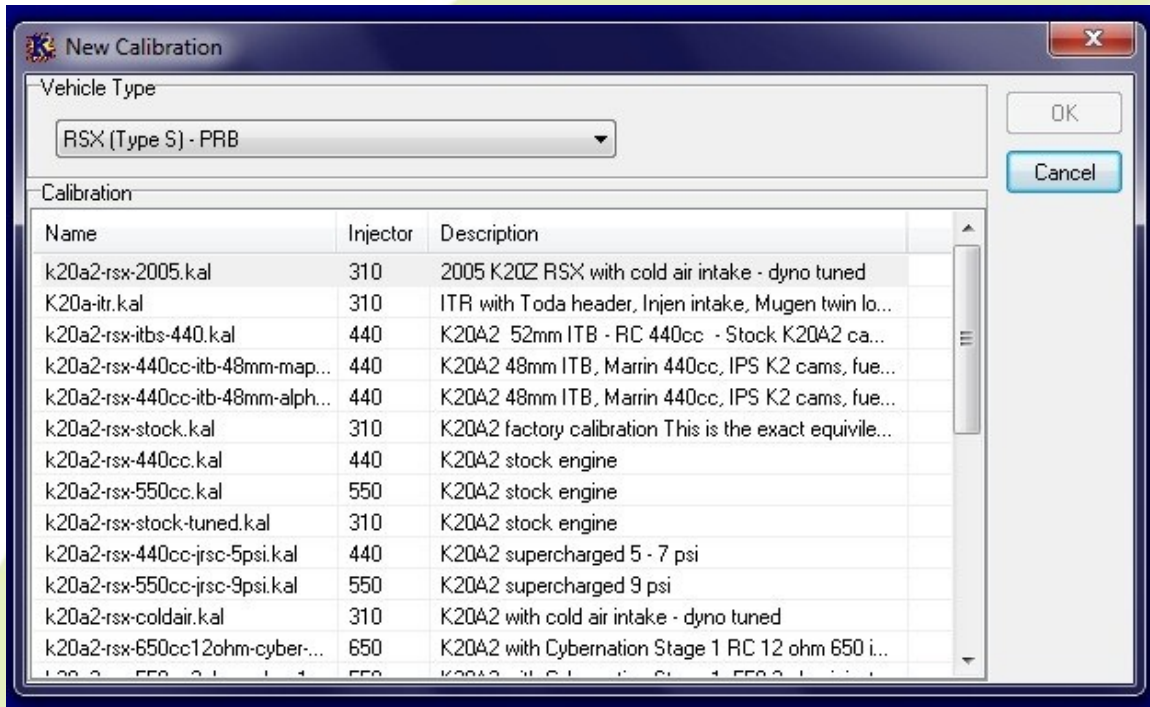 New Calibration
Vehicle Type
RSX (Type S) - PRB
OK
Cancel
Calibration
Name Injector Description
k20a2-rsx-2005.kal 310 2005 K20Z RSX with cold air intake - dyno tuned
K20a-itr.kal 310 ITR with Toda header, Injen intake, Mugen twin lo...
k20a2-rsx-itbs-440.kal 440 K20A2 52mm ITB - RC 440cc - Stock K20A2 ca...
k20a2-rsx-440cc-itb-48mm-map... 440 K20A2 48mm ITB, Marrin 440cc, IPS K2 cams, fue...
k20a2-rsx-440cc-itb-48mm-alph... 440 K20A2 48mm ITB, Marrin 440cc, IPS K2 cams, fue...
k20a2-rsx-stock.kal 310 K20A2 factory calibration This is the exact equivile...
k20a2-rsx-440cc.kal 440 K20A2 stock engine
k20a2-rsx-550cc.kal 550 K20A2 stock engine
k20a2-rsx-stock-tuned.kal 310 K20A2 stock engine
k20a2-rsx-440cc-jrsc-5psi.kal 440 K20A2 supercharged 5 - 7 psi
k20a2-rsx-550cc-jrsc-9psi.kal 550 K20A2 supercharged 9 psi
k20a2-rsx-coldair.kal 310 K20A2 with cold air intake - dyno tuned
k20a2-rsx-650cc12ohm-cyber-... 650 K20A2 with Cybernation Stage 1 RC 12 ohm 650 i...